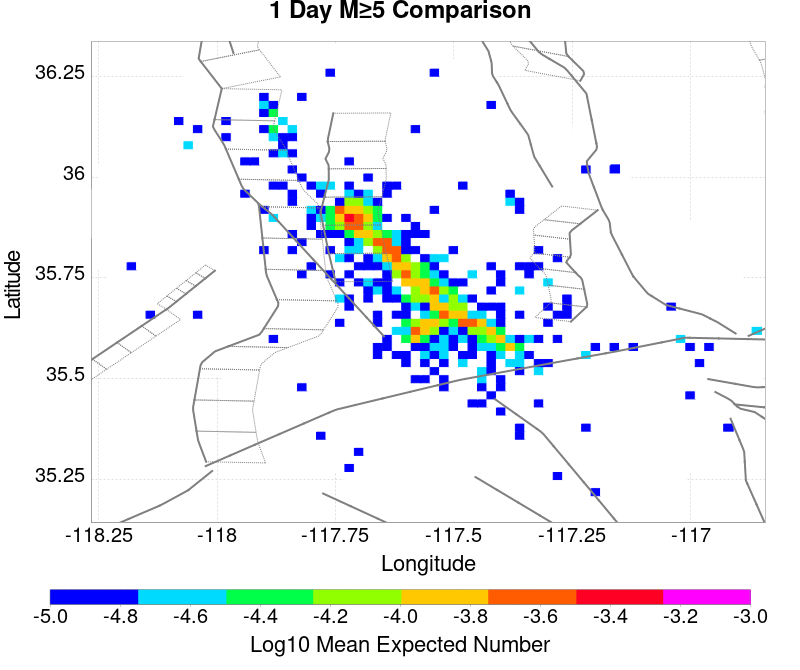 1 Day M≥5 Comparison
36.25
36
35.75
35.5
35.25
Latitude
-118.25 -118 -117.75 -117.5 -117.25 -117
Longitude
-5.0 -4.8 -4.6 -4.4 -4.2 -4.0 -3.8 -3.6 -3.4 -3.2 -3.0
Log10 Mean Expected Number